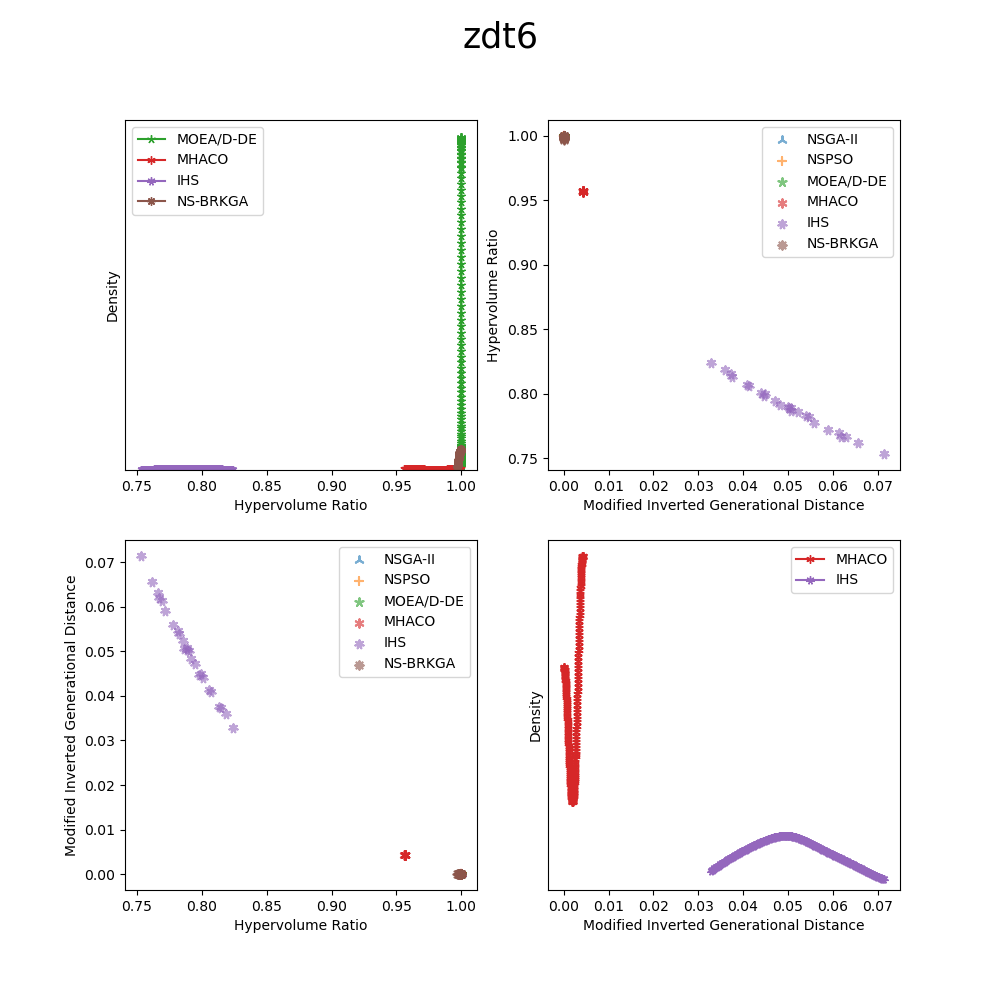 zdt6
MOEA/D-DE
MHACO
IHS
NS-BRKGA
Density
0.75 0.80 0.85 0.90 0.95 1.00
Hypervolume Ratio
1.00
0.95
0.90
0.85
0.80
0.75
Hypervolume Ratio
NSGA-II
NSPSO
MOEA/D-DE
MHACO
IHS
NS-BRKGA
0.00 0.01 0.02 0.03 0.04 0.05 0.06 0.07
Modified Inverted Generational Distance
0.07
0.06
0.05
0.04
0.03
0.02
0.01
0.00
Modified Inverted Generational Distance
NSGA-II
NSPSO
MOEA/D-DE
MHACO
IHS
NS-BRKGA
0.75 0.80 0.85 0.90 0.95 1.00
Hypervolume Ratio
MHACO
IHS
Density
0.00 0.01 0.02 0.03 0.04 0.05 0.06 0.07
Modified Inverted Generational Distance